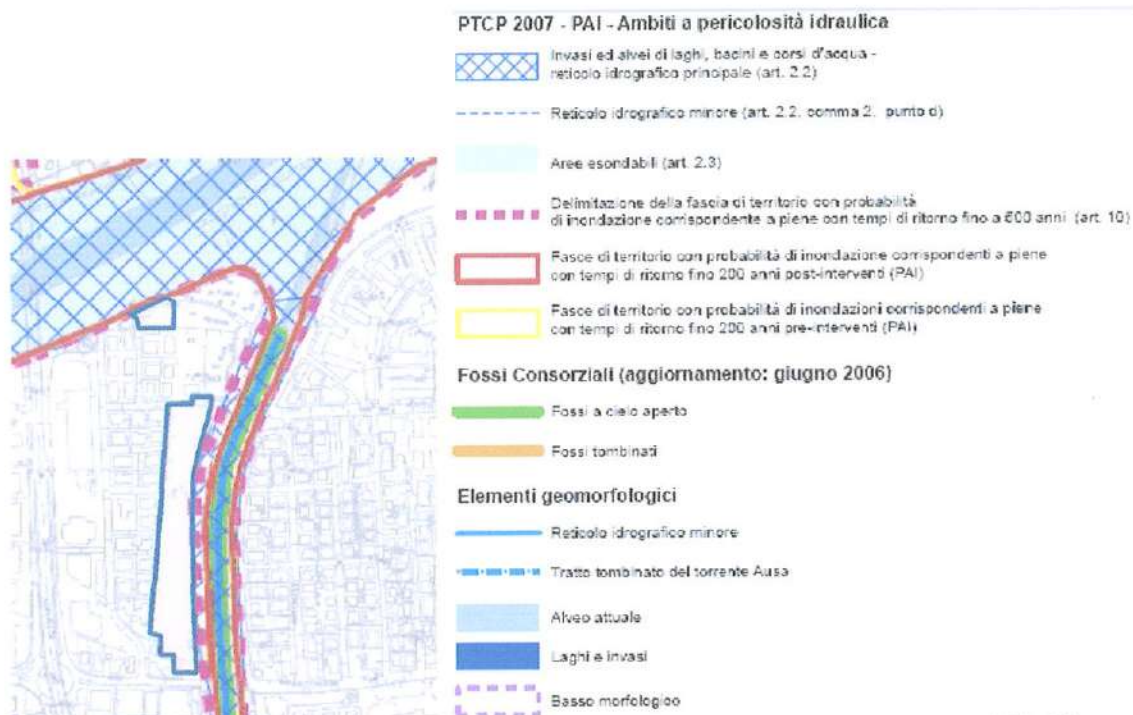 PTCP 2007 - PAI - Ambiti a pericolosità idraulica
Invasi ed alvei di laghi, bacini e corsi d'acqua -
reticolo idrografico principale (art. 2.2)
Reticolo idrografico minore (art. 2.2, comma 2, punto d)
Aree esondabili (art. 2.3)
Delimitazione della fascia di territorio con probabilità
di inondazione corrispondente a piene con tempi di ritorno fino a 500 anni (art. 10)
Fasce di territorio con probabilità di inondazione corrispondenti a piene
con tempi di ritorno fino 200 anni post-interventi (PAI)
Fasce di territorio con probabilità di inondazioni corrispondenti a piene
con tempi di ritorno fino 200 anni pre-interventi (PAI)
Fossi Consorziali (aggiornamento: giugno 2006)
Fossi a cielo aperto
Fossi tombinati
Elementi geomorfologici
Reticolo idrografico minore
Tratto tombinato del torrente Ausa
Alveo attuale
Laghi e invasi
Basso morfologico